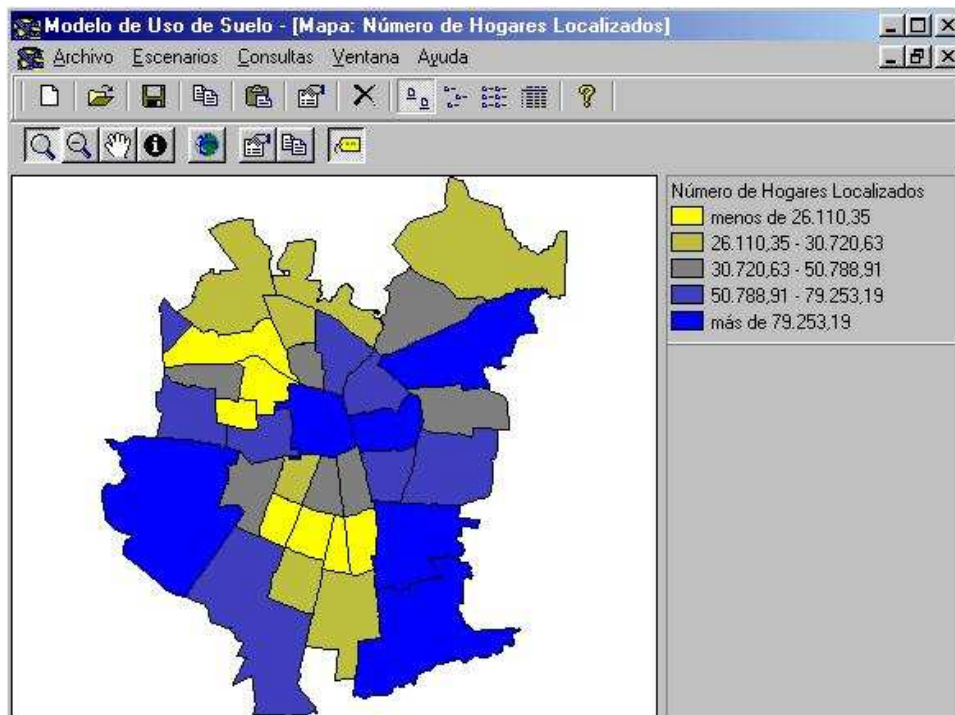 Modelo de Uso de Suelo - [Mapa: Número de Hogares Localizados]
Archivo Escenarios Consultas Ventana Ayuda
Número de Hogares Localizados
menos de 26.110,35
26.110,35 - 30.720,63
30.720,63 - 50.788,91
50.788,91 - 79.253,19
más de 79.253,19